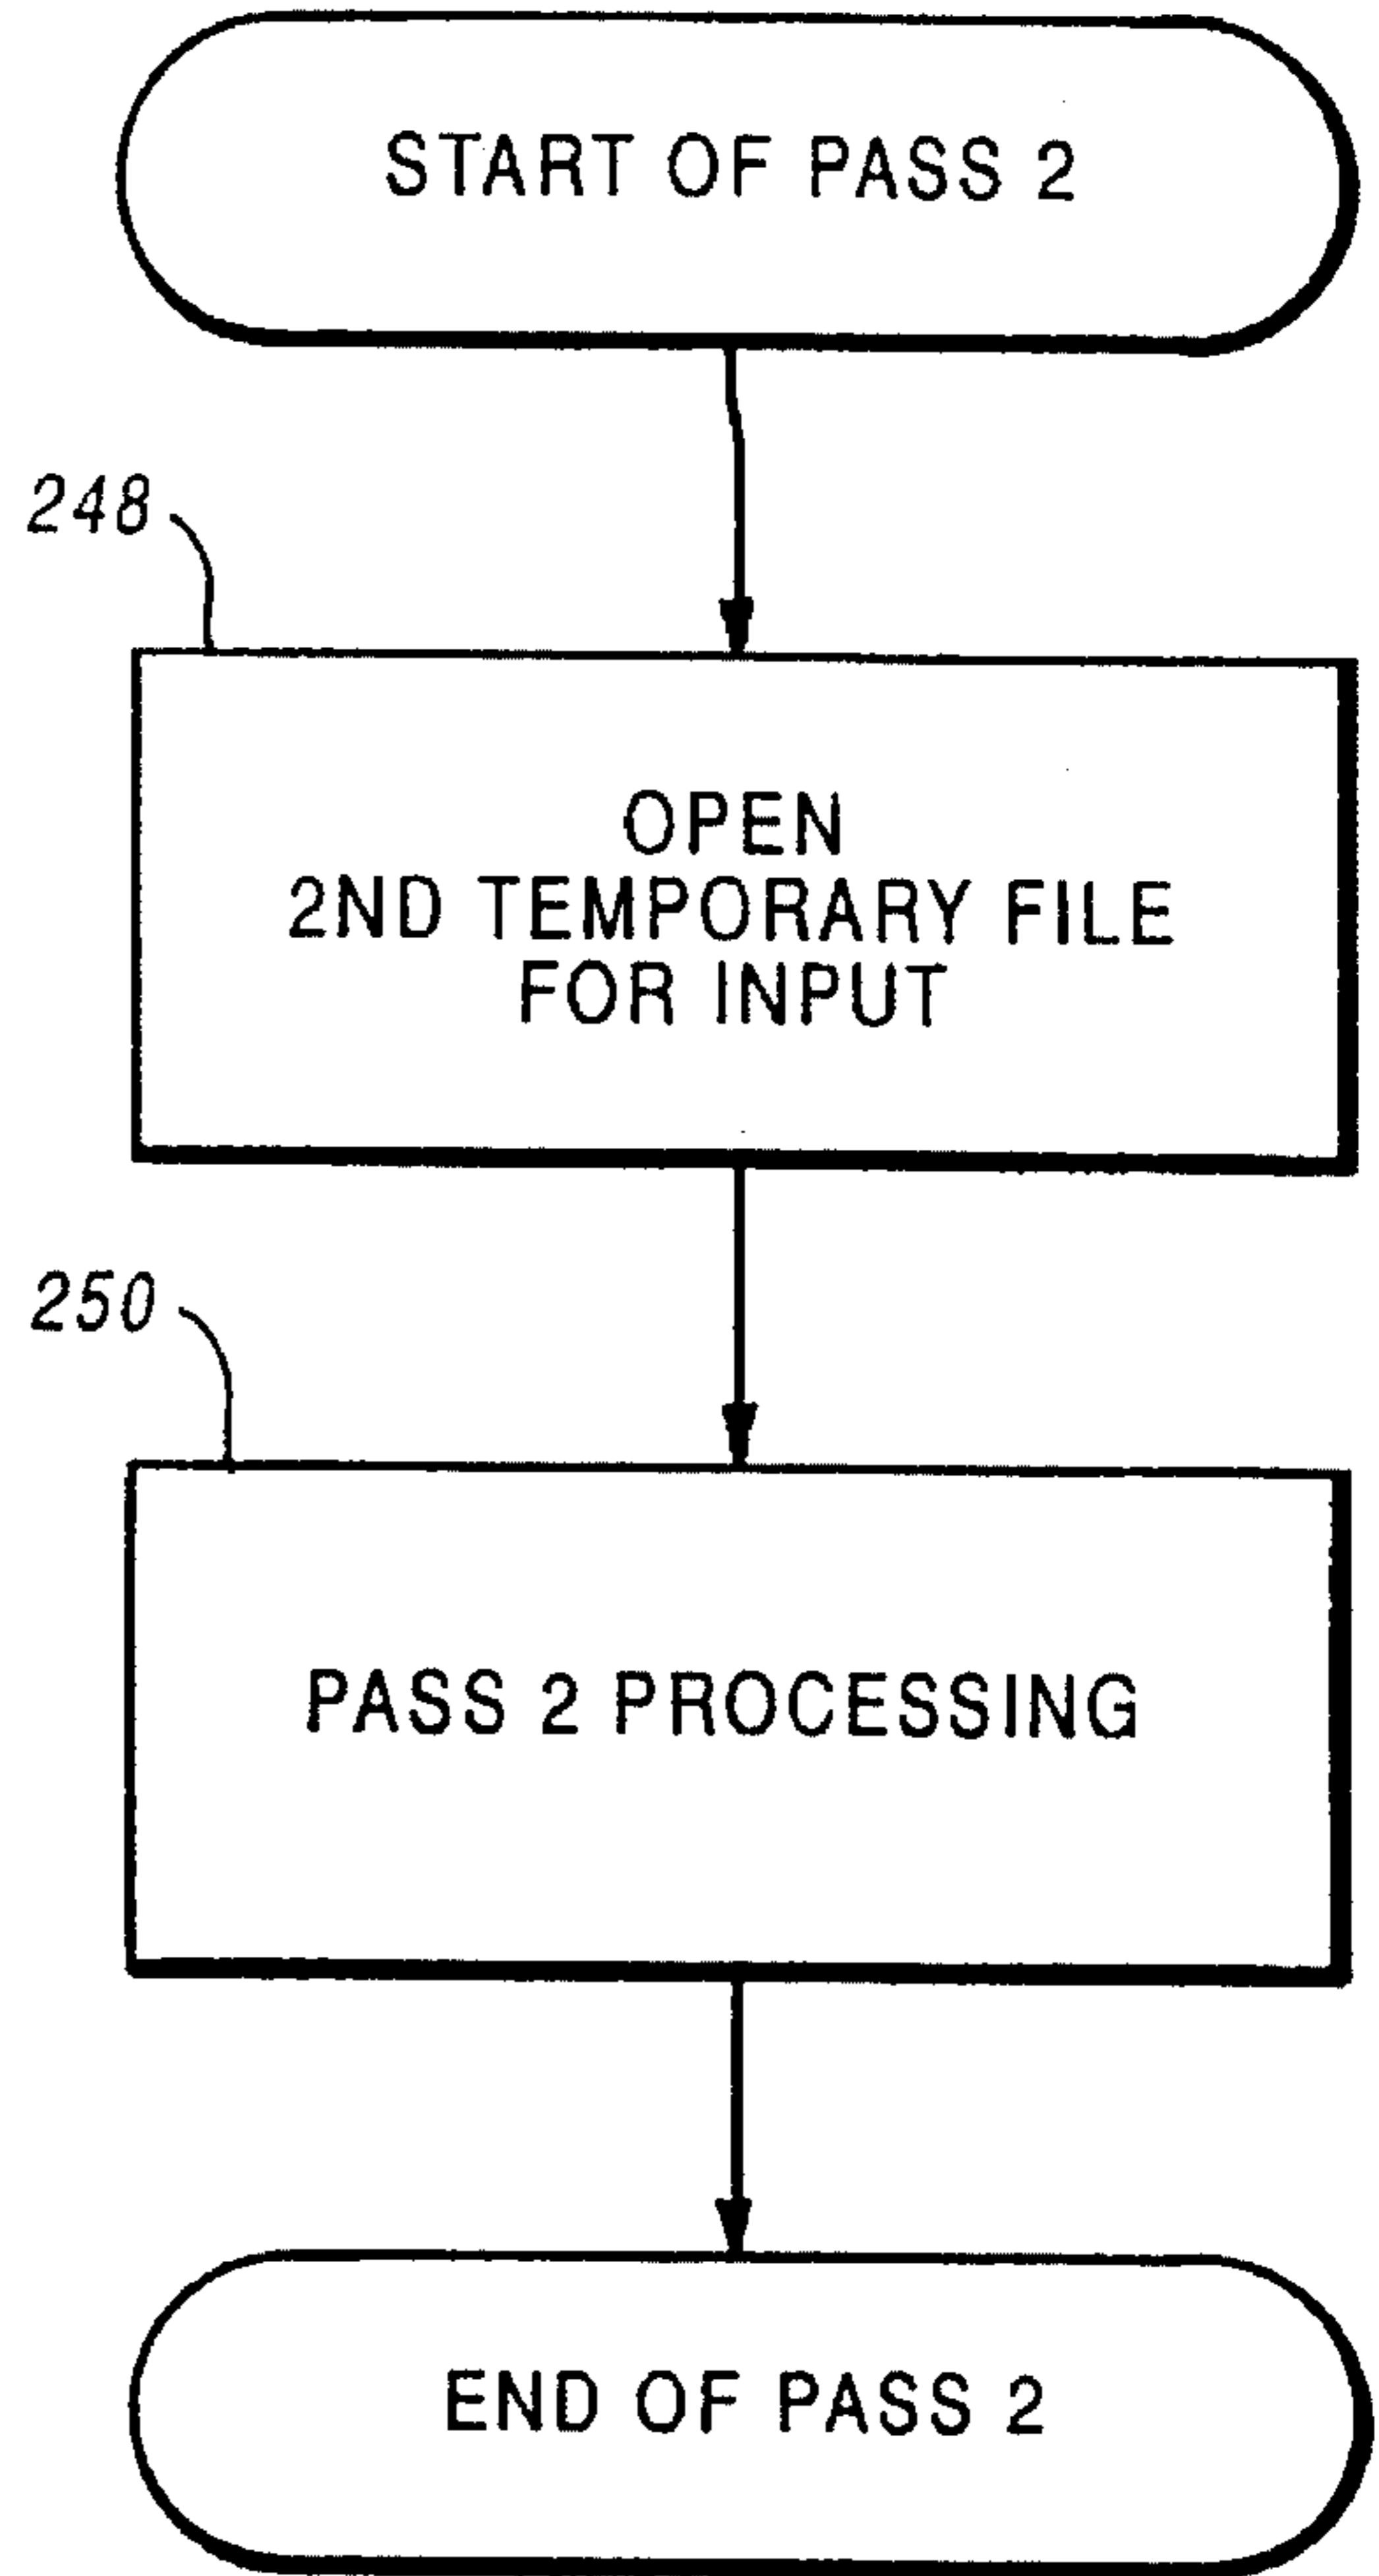 START OF PASS 2
248
OPEN
2ND TEMPORARY FILE
FOR INPUT
250
PASS 2 PROCESSING
END OF PASS 2